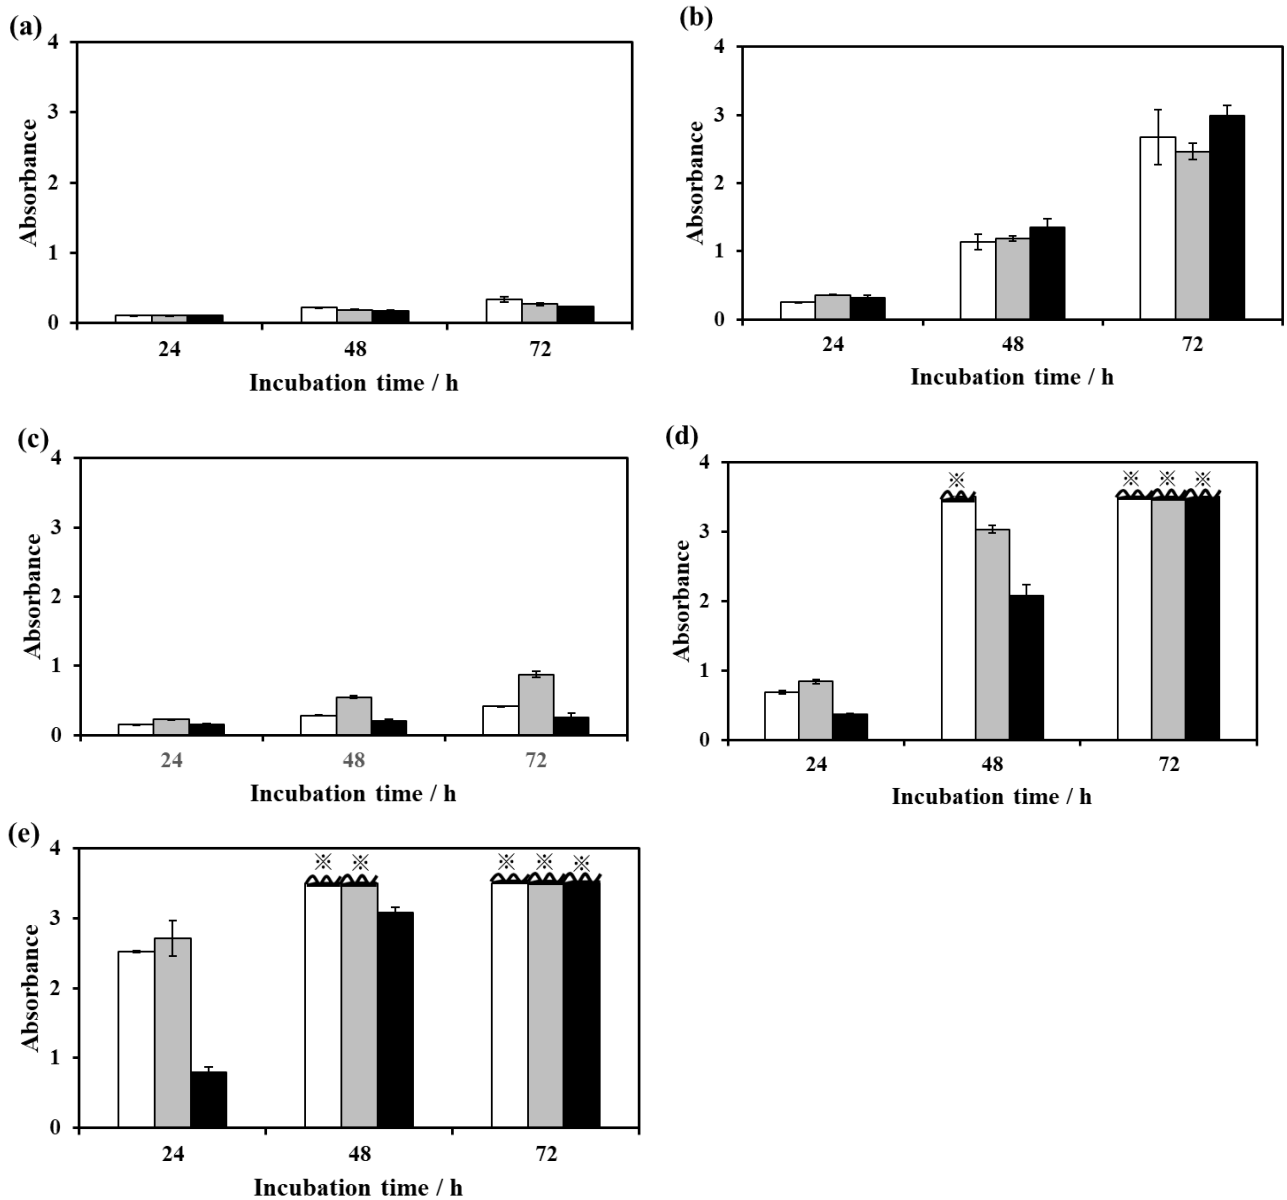 (a)
4
3
2
1
0
Absorbance
24 48 72
Incubation time / h
(b)
4
3
2
1
0
Absorbance
24 48 72
Incubation time / h
(c)
4
3
2
1
0
Absorbance
24 48 72
Incubation time / h
(d)
4
3
2
1
0
Absorbance
※ ※ ※ ※
24 48 72
Incubation time / h
(e)
4
3
2
1
0
Absorbance
※ ※ ※ ※ ※
24 48 72
Incubation time / h